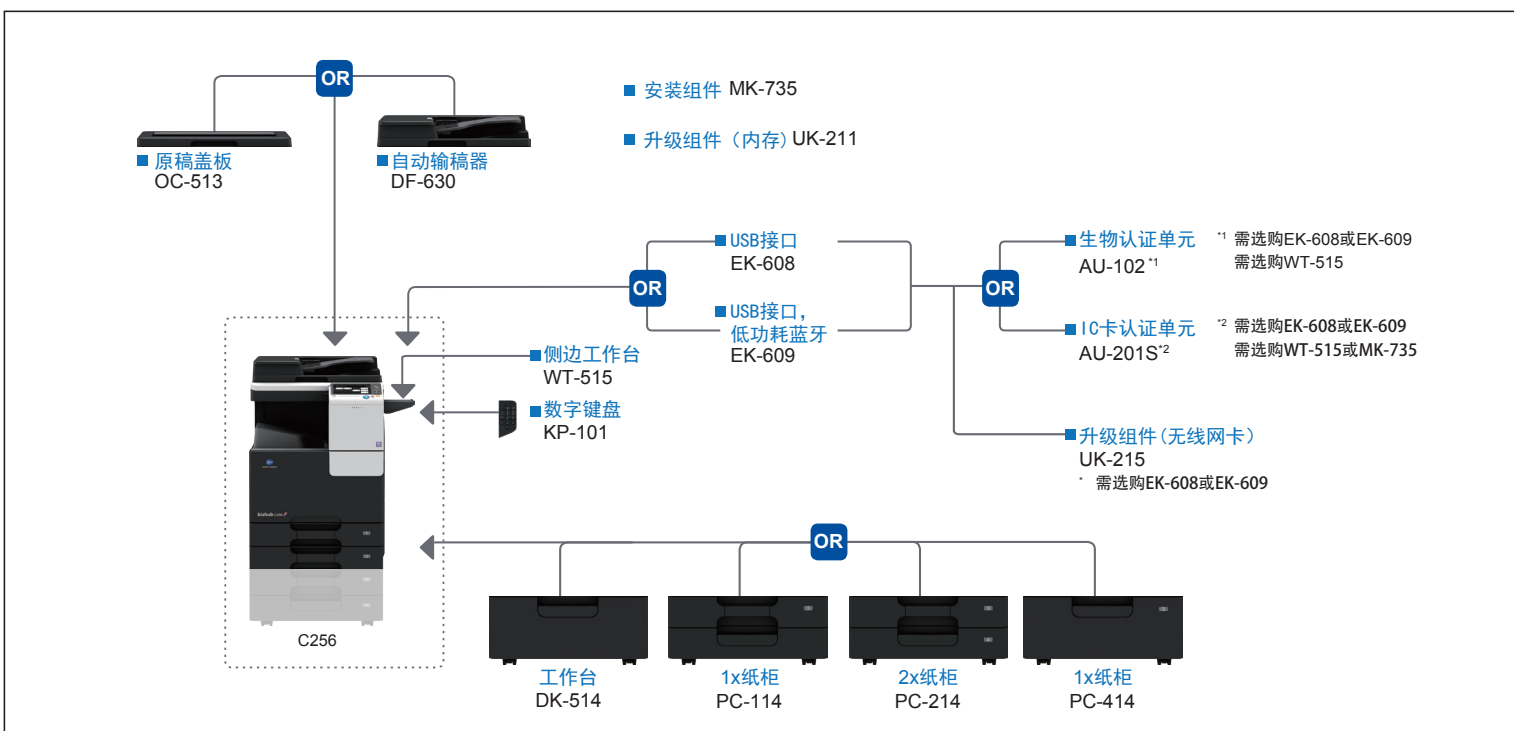 OR
■ 安装组件 MK-735
■ 升级组件（内存）UK-211
■ 原稿盖板
OC-513
■ 自动输稿器
DF-630
■ USB接口
EK-608
OR
■ USB接口，
低功耗蓝牙
EK-609
OR
■ 生物认证单元
AU-102 *1
*1 需选购EK-608或EK-609
需选购WT-515
■ IC卡认证单元
AU-201S*2
*2 需选购EK-608或EK-609
需选购WT-515或MK-735
■ 侧边工作台
WT-515
■ 数字键盘
KP-101
■ 升级组件（无线网卡）
UK-215
* 需选购EK-608或EK-609
bizhub
C256
OR
工作台
DK-514
1x纸柜
PC-114
2x纸柜
PC-214
1x纸柜
PC-414